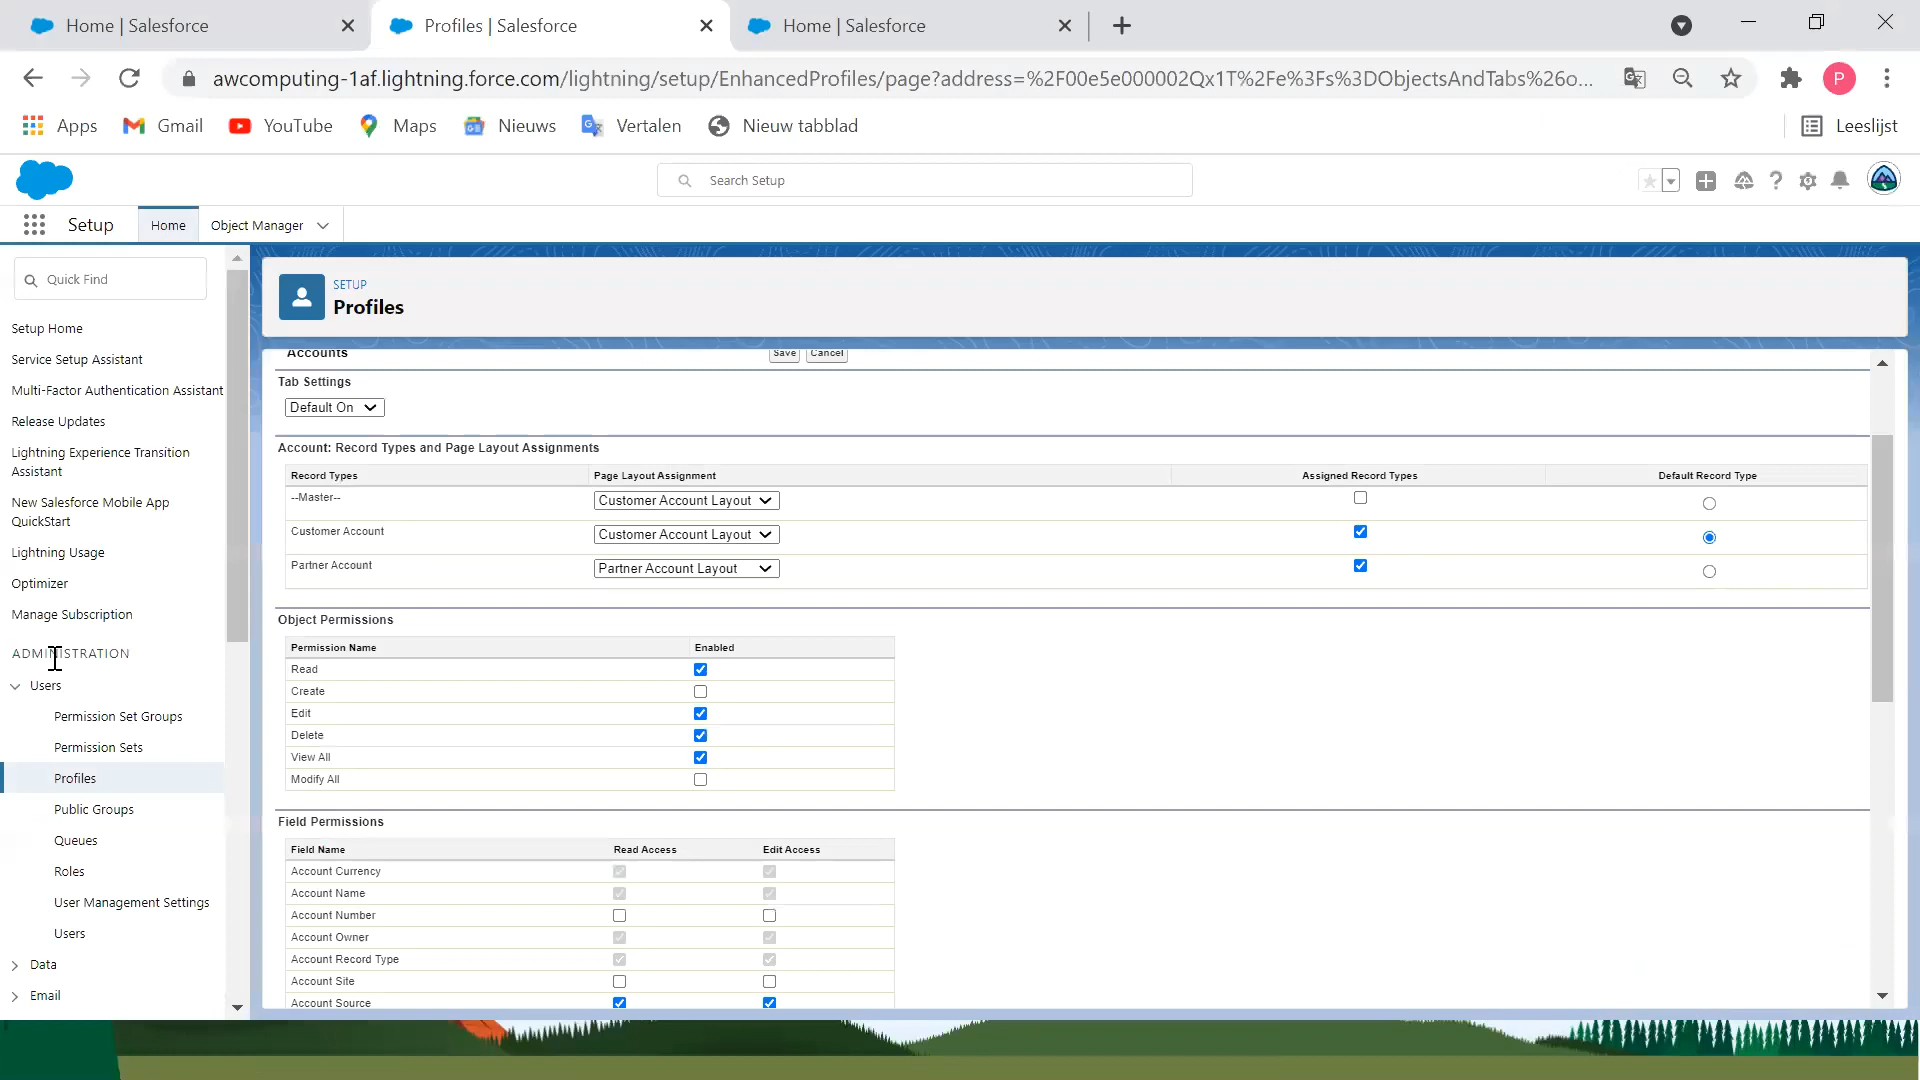 Home | Salesforce
Profiles | Salesforce
Home | Salesforce
awcomputing-1af.lightning.force.com/lightning/setup/EnhancedProfiles/page?address=%2F00e5e000002Qx1T%2Fe%3Fs%3DObjectsAndTabs%26o...
P
Apps
Gmail
YouTube
Maps
Nieuws
Vertalen
Nieuw tabblad
Leeslijst
Search Setup
Setup
Home
Object Manager
Quick Find
Setup Home
Service Setup Assistant
Multi-Factor Authentication Assistant
Release Updates
Lightning Experience Transition
Assistant
New Salesforce Mobile App
QuickStart
Lightning Usage
Optimizer
Manage Subscription
ADMINISTRATION
Users
Permission Set Groups
Permission Sets
Profiles
Public Groups
Queues
Roles
User Management Settings
Users
Data
Email
SETUP
Profiles
Accounts
Save
Cancel
Tab Settings
Default On
Account: Record Types and Page Layout Assignments
Record Types Page Layout Assignment Assigned Record Types Default Record Type
--Master-- Customer Account Layout
Customer Account Customer Account Layout
Partner Account Partner Account Layout
Object Permissions
Permission Name Enabled
Read
Create
Edit
Delete
View All
Modify All
Field Permissions
Field Name Read Access Edit Access
Account Currency
Account Name
Account Number
Account Owner
Account Record Type
Account Site
Account Source